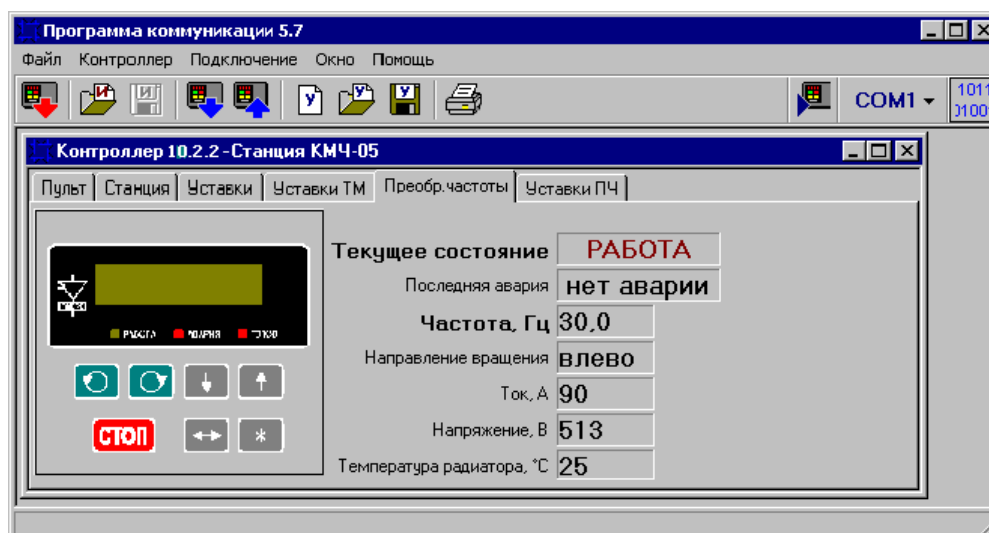 Программа коммуникации 5.7
Файл Контроллер Подключение Окно Помощь
COM1
Контроллер 10.2.2 - Станция КМЧ-05
Пульт Станция Уставки Уставки ТМ Преобр.частоты Уставки ПЧ
Текущее состояние РАБОТА
Последняя авария нет аварии
Частота, Гц 30,0
Направление вращения влево
Ток, А 90
Напряжение, В 513
Температура радиатора, °C 25
СТОП